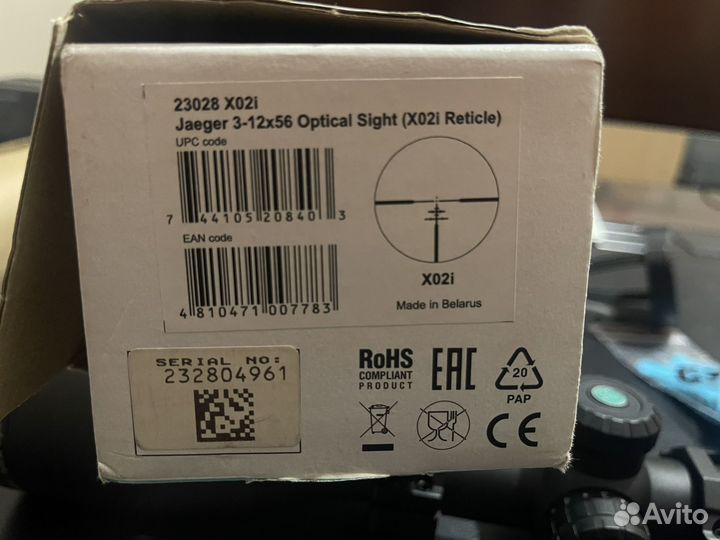 23028 X02i
Jaeger 3-12x56 Optical Sight (X02i Reticle)
UPC code
7 44105 20840 3
EAN code
4 810471 007783
X02i
Made in Belarus
SERIAL NO:
232804961
RoHS
COMPLIANT
PRODUCT
EAC
20
PAP
CE
Avito